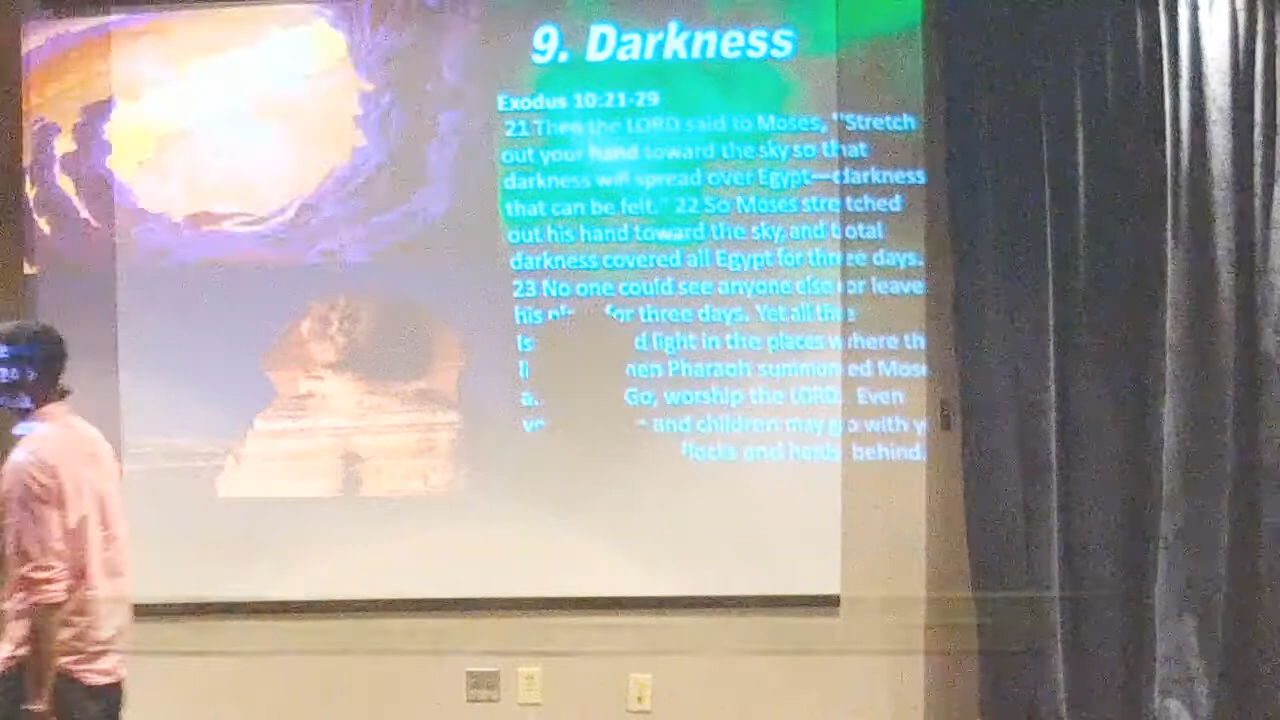 9. Darkness
Exodus 10:21-29
21 Then the LORD said to Moses, "Stretch
out your hand toward the sky so that
darkness will spread over Egypt—darkness
that can be felt." 22 So Moses stretched
out his hand toward the sky, and total
darkness covered all Egypt for three days.
23 No one could see anyone else or leave
his for three days. Yet all the
light in the places where
Pharaoh summoned
Go, worship the LORD. Even
and children may go with
flocks and herds behind.